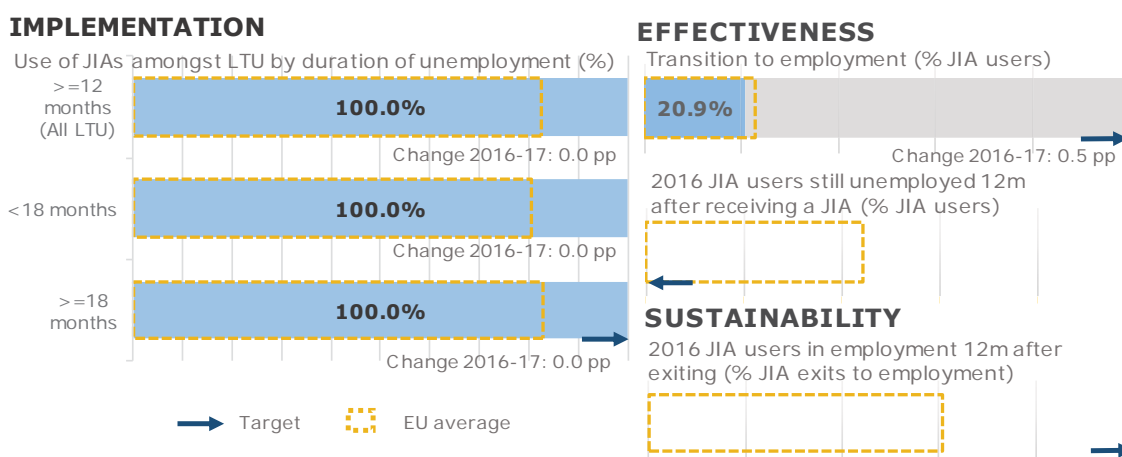 IMPLEMENTATION
Use of JIAs amongst LTU by duration of unemployment (%)
>=12
months
(All LTU)
100.0%
Change 2016-17: 0.0 pp
<18 months
100.0%
Change 2016-17: 0.0 pp
>=18
months
100.0%
Change 2016-17: 0.0 pp
Target
EU average
EFFECTIVENESS
Transition to employment (% JIA users)
20.9%
Change 2016-17: 0.5 pp
2016 JIA users still unemployed 12m
after receiving a JIA (% JIA users)
SUSTAINABILITY
2016 JIA users in employment 12m after
exiting (% JIA exits to employment)